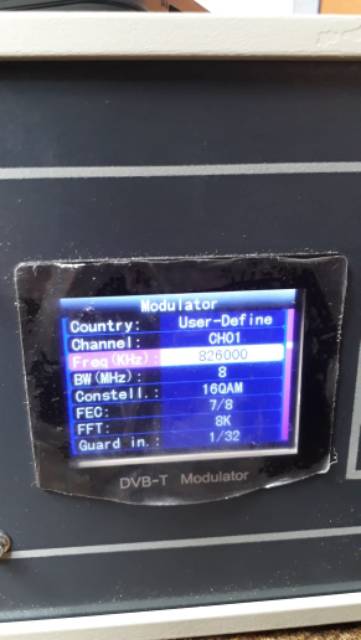 Modulator
Country: User-Define
Channel: CH01
Freq(KHz): 826000
BW(MHz): 8
Constell.: 16QAM
FEC: 7/8
FFT: 8K
Guard in.: 1/32
DVB-T Modulator